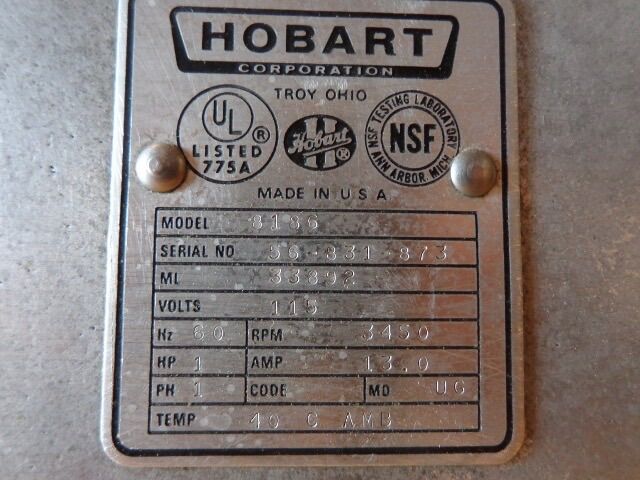 HOBART
CORPORATION
TROY OHIO
UL ® LISTED 775A
Hobart H ®
NSF TESTING LABORATORY NSF ANN ARBOR, MICH
MADE IN U S A
MODEL 8186
SERIAL NO 56-831-873
ML 33892
VOLTS 115
Hz 60 RPM 3450
HP 1 AMP 13.0
PH 1 CODE MO UG
TEMP 40 C AMB